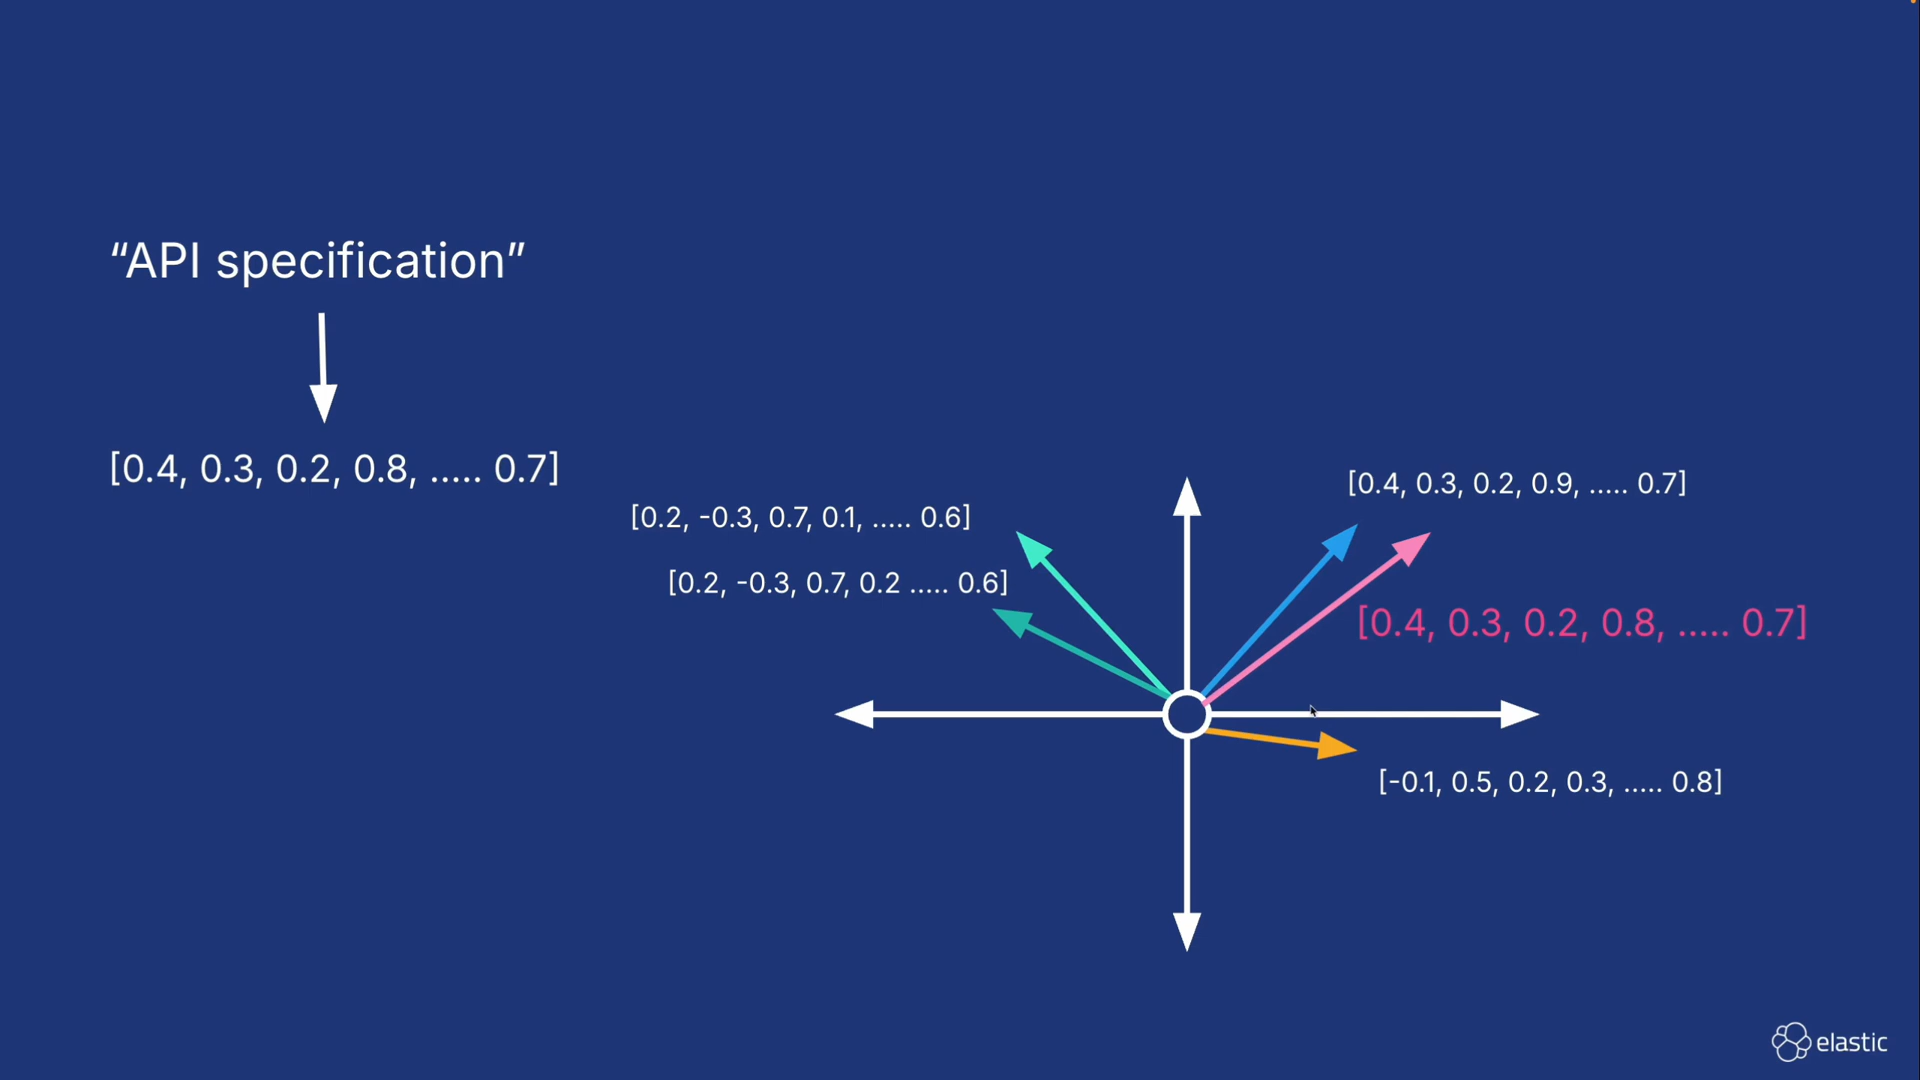 “API specification”
[0.4, 0.3, 0.2, 0.8, ..... 0.7]
[0.2, -0.3, 0.7, 0.1, ..... 0.6]
[0.2, -0.3, 0.7, 0.2 ..... 0.6]
[0.4, 0.3, 0.2, 0.9, ..... 0.7]
[0.4, 0.3, 0.2, 0.8, ..... 0.7]
[-0.1, 0.5, 0.2, 0.3, ..... 0.8]
elastic